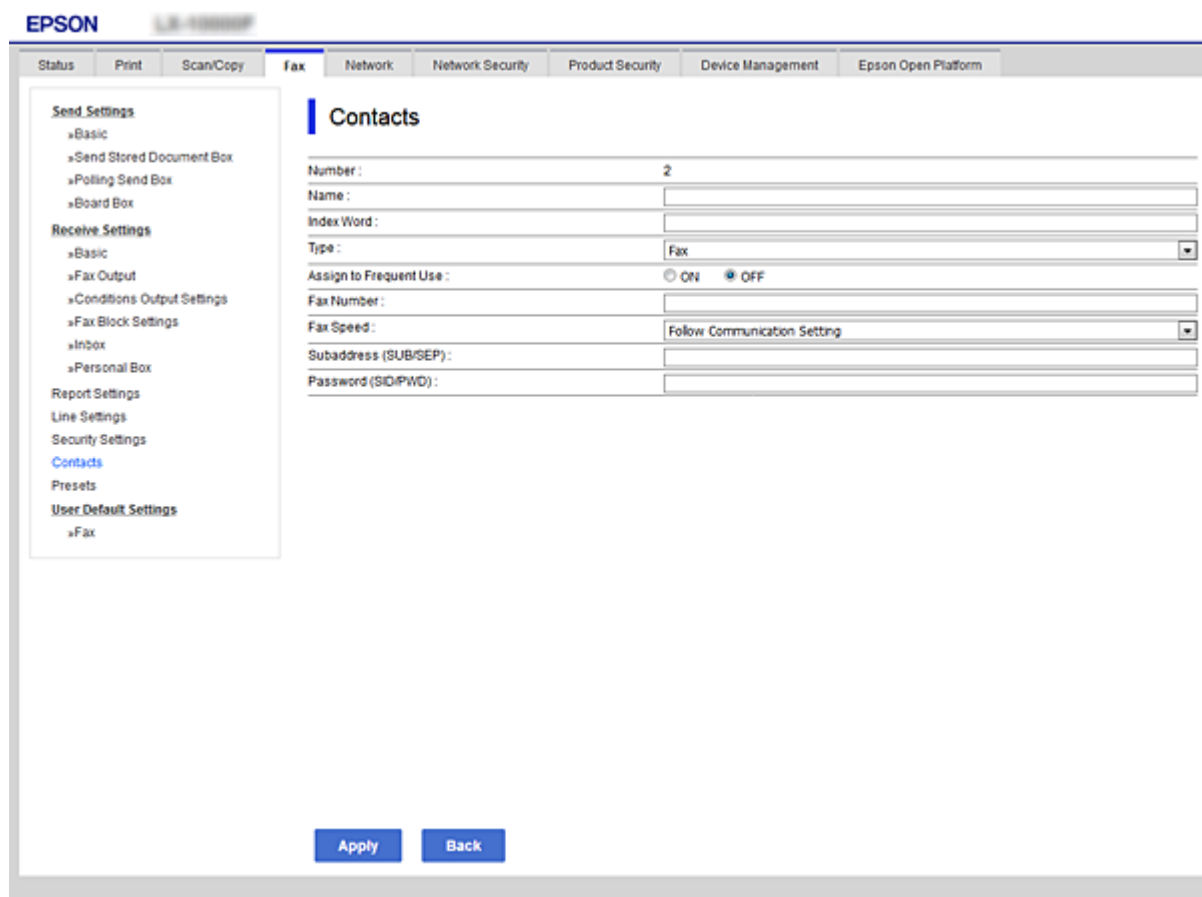 EPSON
Status Print Scan/Copy Fax Network Network Security Product Security Device Management Epson Open Platform
Send Settings
»Basic
»Send Stored Document Box
»Polling Send Box
»Board Box
Receive Settings
»Basic
»Fax Output
»Conditions Output Settings
»Fax Block Settings
»Inbox
»Personal Box
Report Settings
Line Settings
Security Settings
Contacts
Presets
User Default Settings
»Fax
Contacts
Number : 2
Name :
Index Word :
Type : Fax
Assign to Frequent Use : ON OFF
Fax Number :
Fax Speed : Follow Communication Setting
Subaddress (SUB/SEP) :
Password (SID/PWD) :
Apply Back